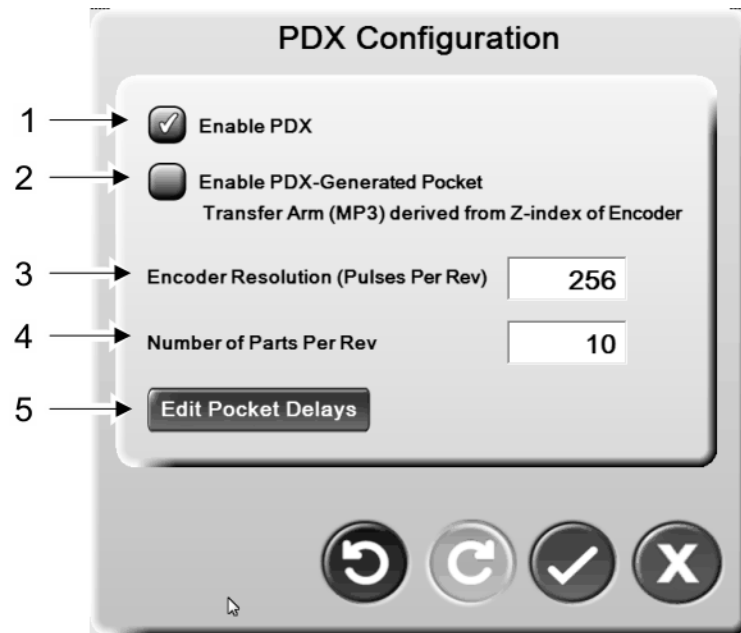 PDX Configuration
1 Enable PDX
2 Enable PDX-Generated Pocket
Transfer Arm (MP3) derived from Z-index of Encoder
3 Encoder Resolution (Pulses Per Rev) 256
4 Number of Parts Per Rev 10
5 Edit Pocket Delays